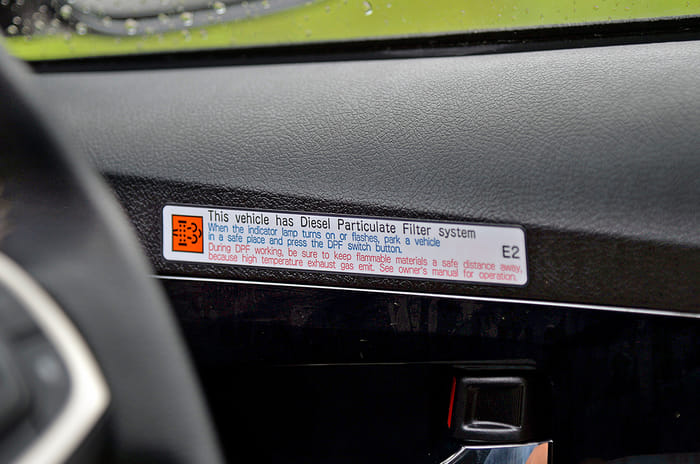 This vehicle has Diesel Particulate Filter system
When the indicator lamp turns on or flashes, park a vehicle
in a safe place and press the DPF switch button.
E2
During DPF working, be sure to keep flammable materials a safe distance away,
because high temperature exhaust gas emit. See owner's manual for operation.